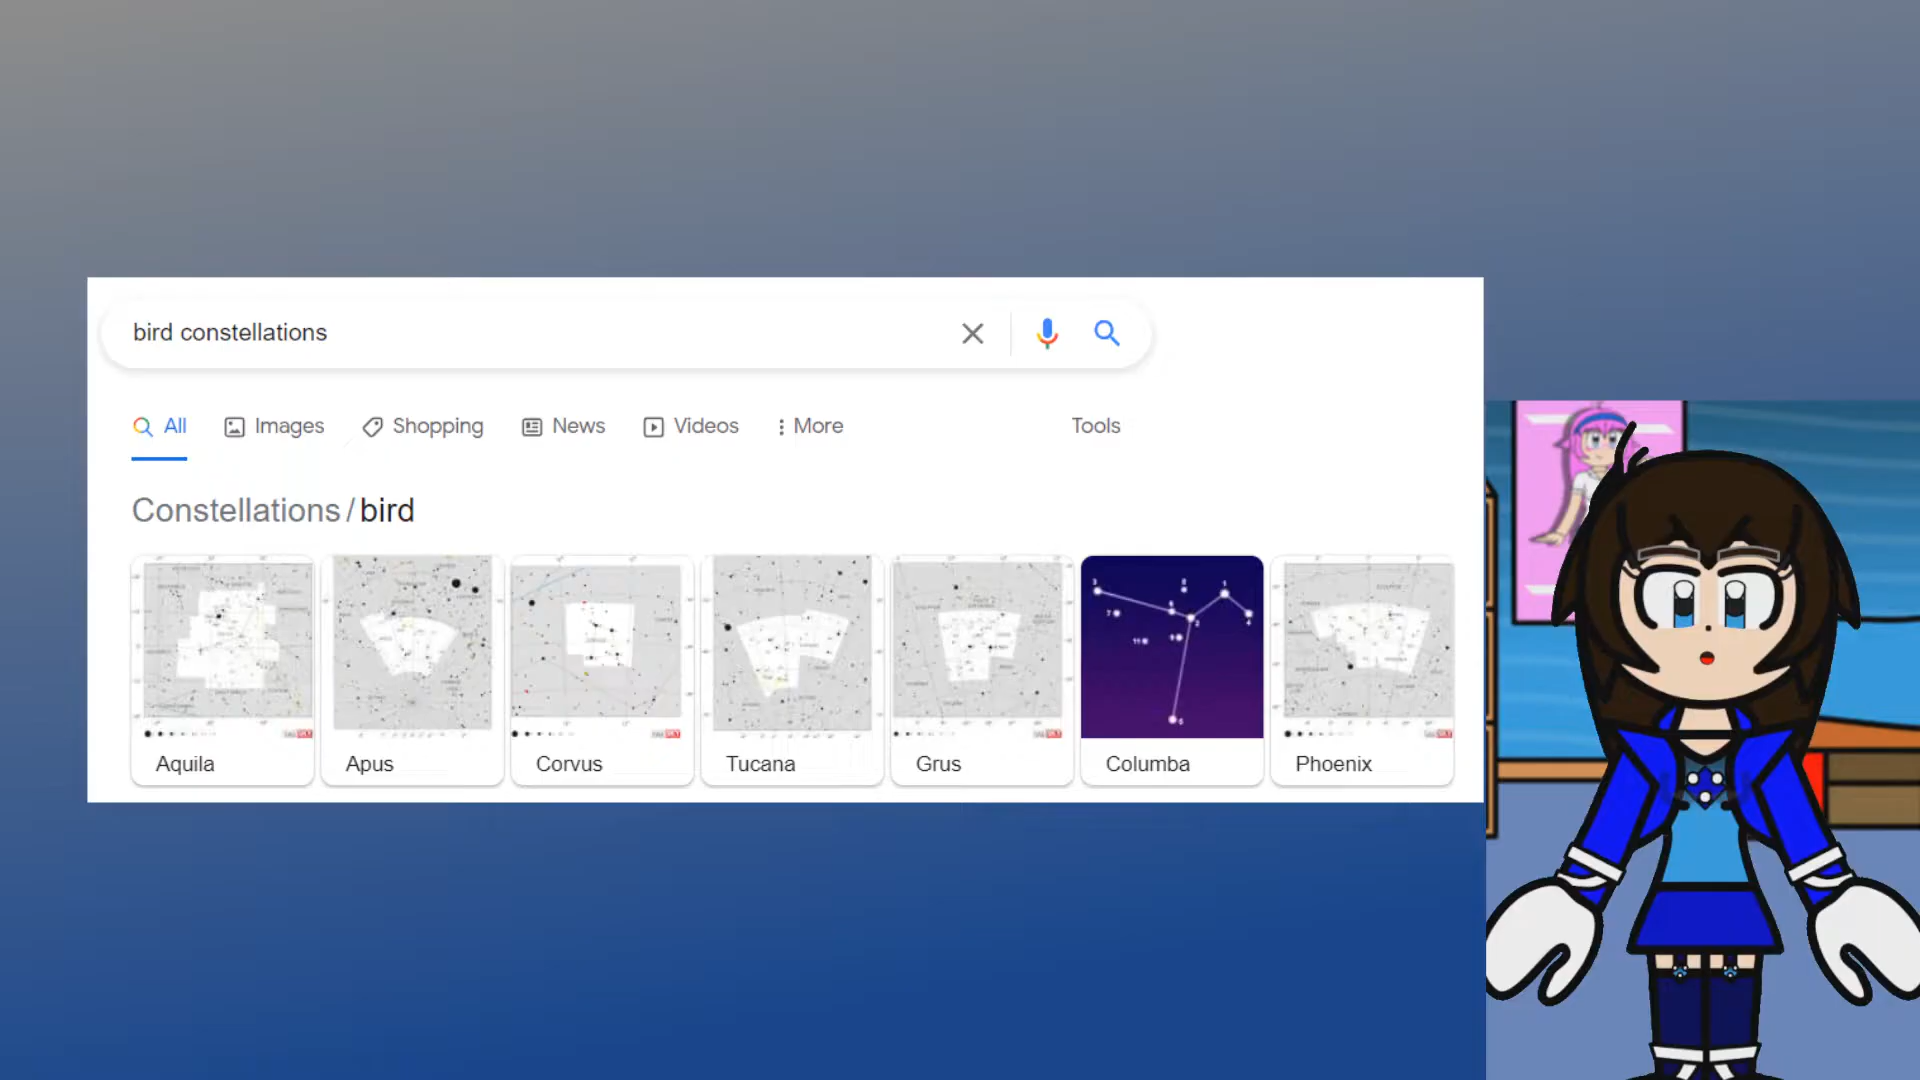 bird constellations
All Images Shopping News Videos More Tools
Constellations / bird
Aquila Apus Corvus Tucana Grus Columba Phoenix